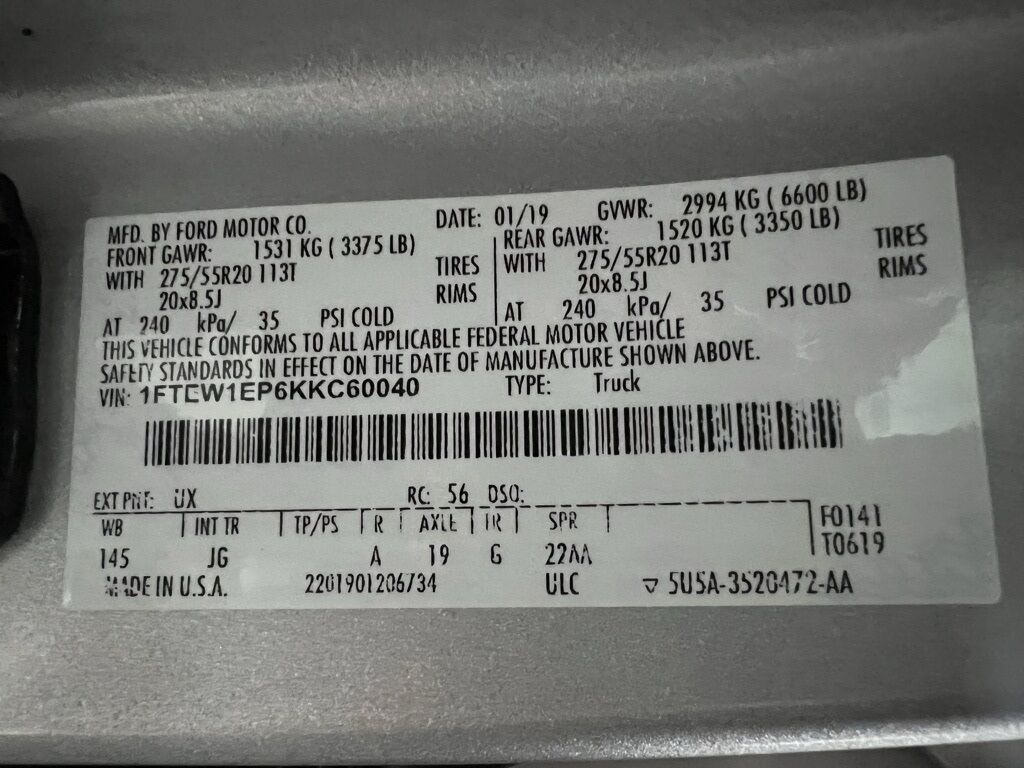 MFD. BY FORD MOTOR CO. DATE: 01/19 GVWR: 2994 KG ( 6600 LB)
FRONT GAWR: 1531 KG ( 3375 LB) REAR GAWR: 1520 KG ( 3350 LB)
WITH 275/55R20 113T TIRES WITH 275/55R20 113T TIRES
20x8.5J RIMS 20x8.5J RIMS
AT 240 kPa/ 35 PSI COLD AT 240 kPa/ 35 PSI COLD
THIS VEHICLE CONFORMS TO ALL APPLICABLE FEDERAL MOTOR VEHICLE
SAFETY STANDARDS IN EFFECT ON THE DATE OF MANUFACTURE SHOWN ABOVE.
VIN: 1FTEW1EP6KKC60040 TYPE: Truck
EXT PNT: UX RC: 56 DSO:
WB INT TR TP/PS R AXLE TR SPR F0141
145 JG A 19 G 22AA T0619
MADE IN U.S.A. 2201901206734 ULC ▽ 5U5A-3520472-AA